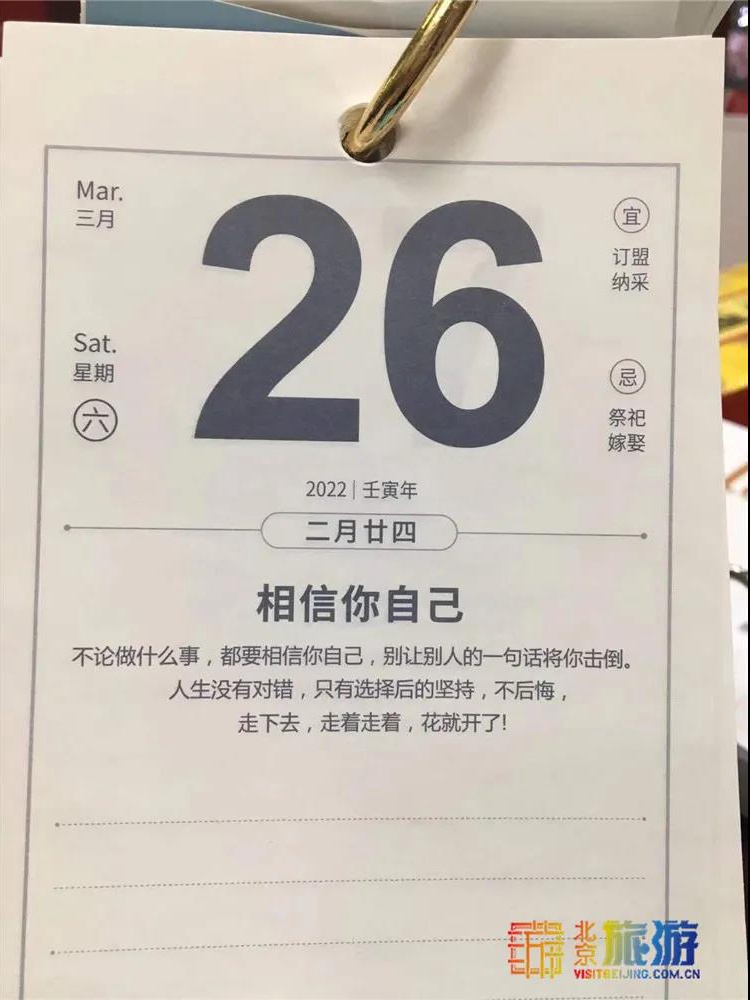 Mar.
三月
26
宜
订盟
纳采
Sat.
星期
六
忌
祭祀
嫁娶
2022 | 壬寅年
二月廿四
相信你自己
不论做什么事，都要相信你自己，别让别人的一句话将你击倒。
人生没有对错，只有选择后的坚持，不后悔，
走下去，走着走着，花就开了!
北京旅游
VISITBEIJING.COM.CN